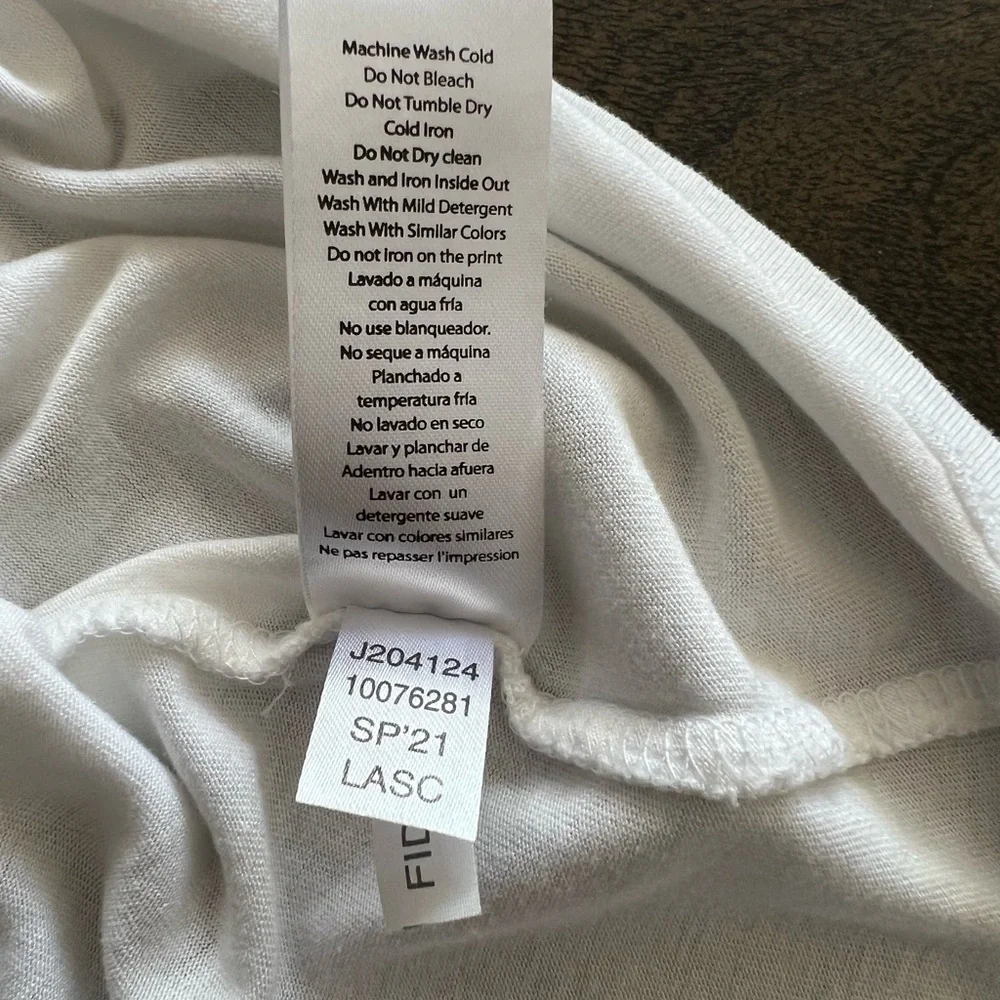 Machine Wash Cold
Do Not Bleach
Do Not Tumble Dry
Cold Iron
Do Not Dry clean
Wash and Iron Inside Out
Wash With Mild Detergent
Wash With Similar Colors
Do not iron on the print
Lavado a máquina
con agua fría
No use blanqueador.
No seque a máquina
Planchado a
temperatura fría
No lavado en seco
Lavar y planchar de
Adentro hacia afuera
Lavar con un
detergente suave
Lavar con colores similares
Ne pas repasser l'impression
J204124
10076281
SP'21
LASC